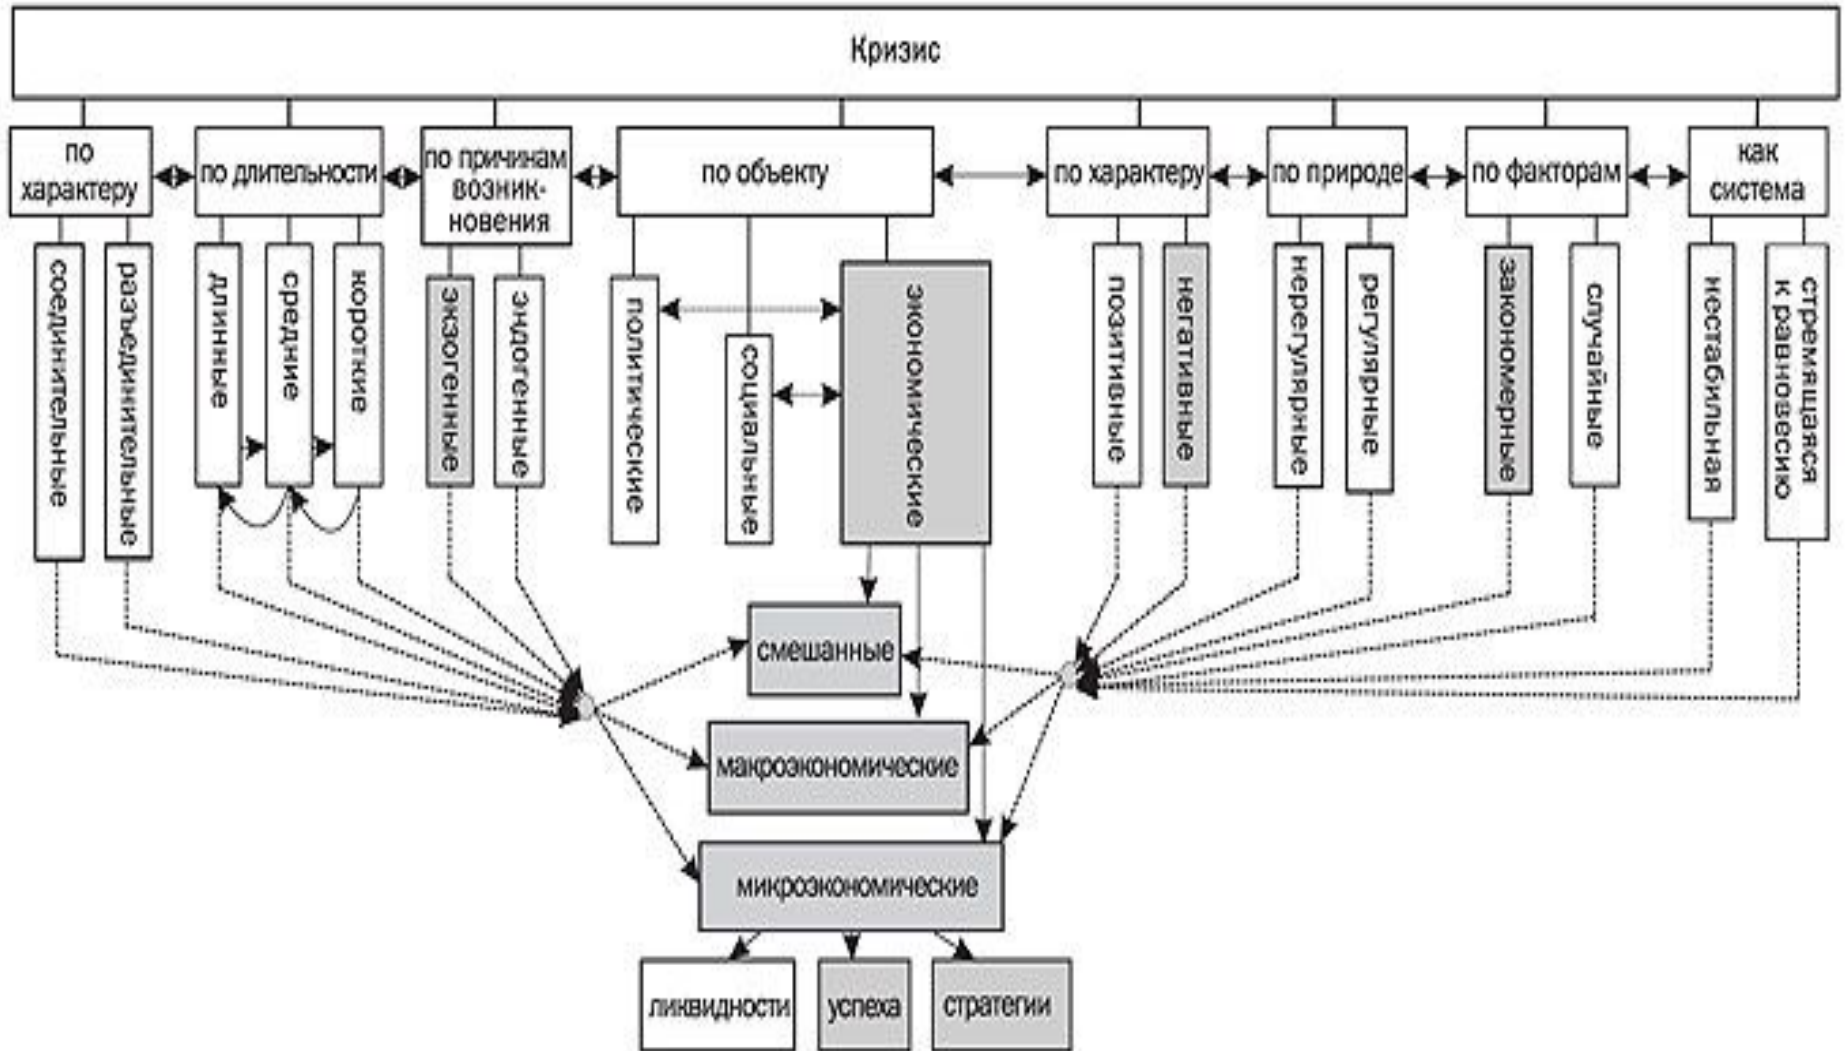 Кризис
по
характеру
по длительности
по причинам
возник-
новения
по объекту
по характеру
по природе
по факторам
как
система
соединительные
разъединительные
длинные
средние
короткие
экзогенные
эндогенные
политические
социальные
экономические
позитивные
негативные
нерегулярные
регулярные
закономерные
случайные
нестабильная
стремящаяся
к равновесию
смешанные
макроэкономические
микроэкономические
ликвидности
успеха
стратегии